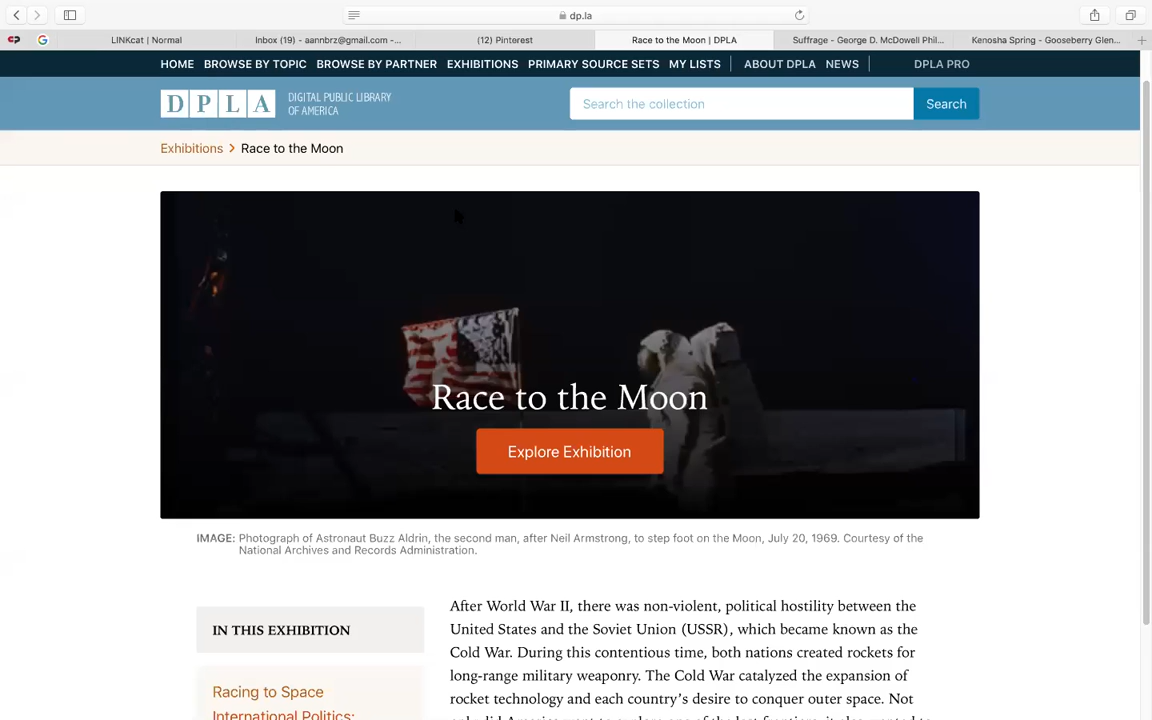 dp.la
LINKcat | Normal
Inbox (19) - aannbrz@gmail.com -...
(12) Pinterest
Race to the Moon | DPLA
Suffrage - George D. McDowell Phil...
Kenosha Spring - Gooseberry Glen...
HOME BROWSE BY TOPIC BROWSE BY PARTNER EXHIBITIONS PRIMARY SOURCE SETS MY LISTS ABOUT DPLA NEWS DPLA PRO
DPLA
DIGITAL PUBLIC LIBRARY
OF AMERICA
Search the collection
Search
Exhibitions > Race to the Moon
Race to the Moon
Explore Exhibition
IMAGE: Photograph of Astronaut Buzz Aldrin, the second man, after Neil Armstrong, to step foot on the Moon, July 20, 1969. Courtesy of the
National Archives and Records Administration.
IN THIS EXHIBITION
Racing to Space
International Politics:
After World War II, there was non-violent, political hostility between the
United States and the Soviet Union (USSR), which became known as the
Cold War. During this contentious time, both nations created rockets for
long-range military weaponry. The Cold War catalyzed the expansion of
rocket technology and each country's desire to conquer outer space. Not